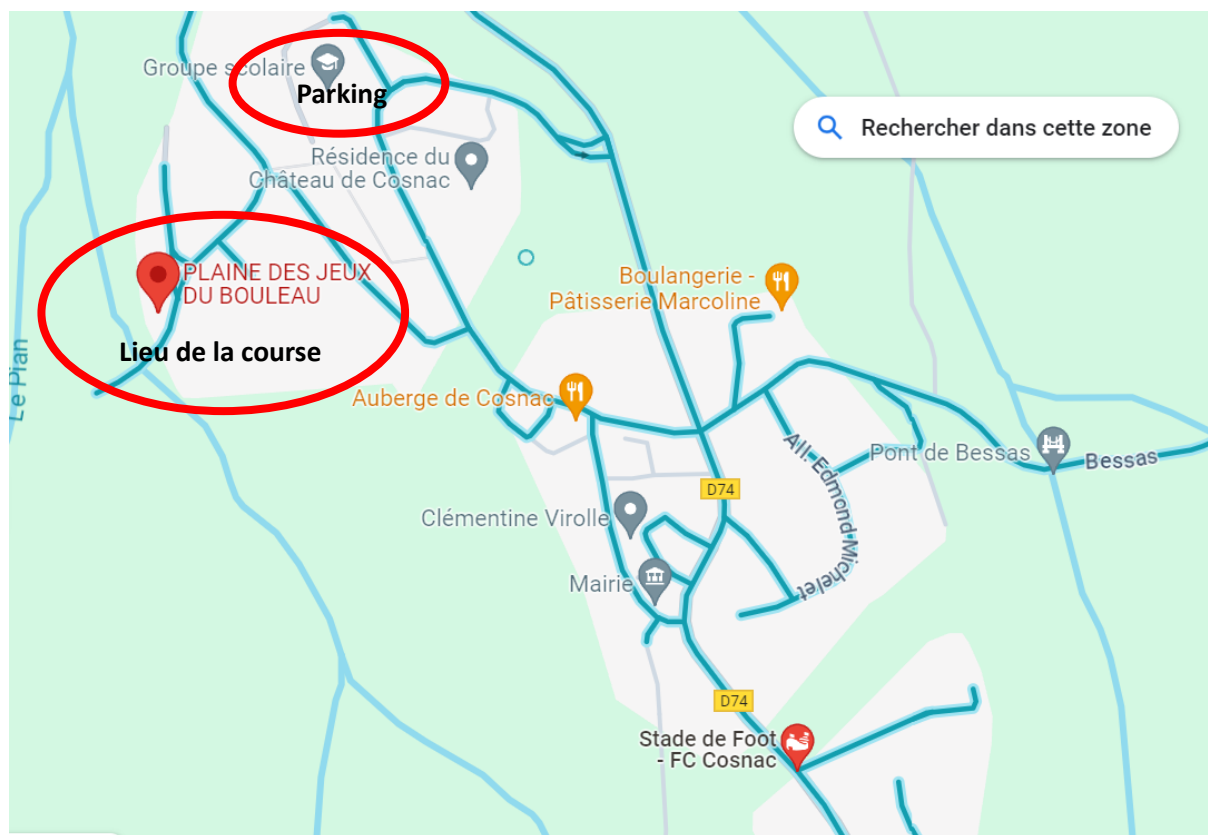 Groupe scolaire
Parking
Rechercher dans cette zone
Résidence du
Château de Cosnac
PLAINE DES JEUX
DU BOULEAU
Boulangerie -
Pâtisserie Marcoline
Lieu de la course
Le Pian
Auberge de Cosnac
All. Edmond Michelet
Pont de Bessas
Bessas
D74
Clémentine Virolle
Mairie
D74
Stade de Foot
- FC Cosnac